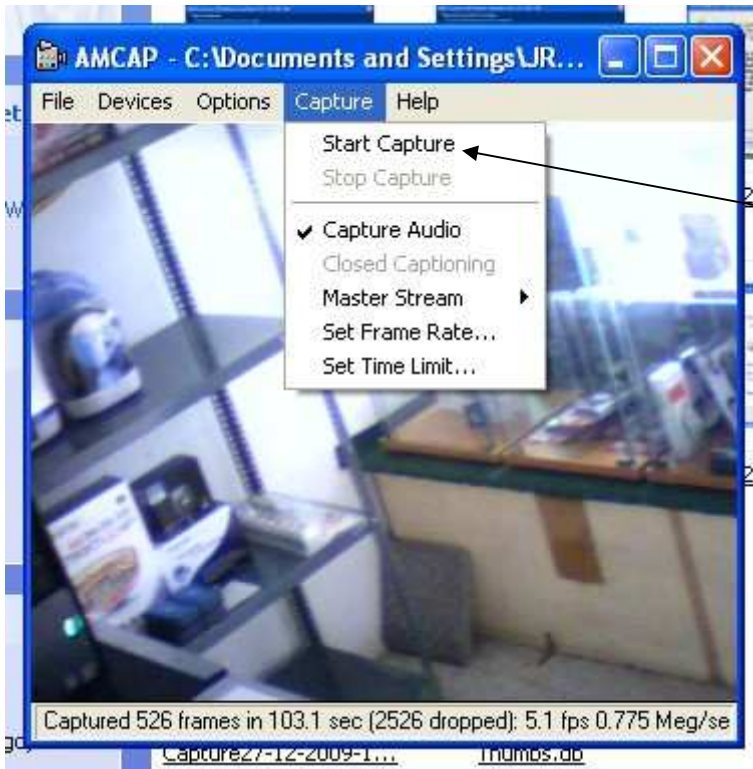 AMCAP - C:\Documents and Settings\JR...
File Devices Options Capture Help
Start Capture
Stop Capture
Capture Audio
Closed Captioning
Master Stream
Set Frame Rate...
Set Time Limit...
Captured 526 frames in 103.1 sec (2526 dropped): 5.1 fps 0.775 Meg/se
Capture27-12-2009-1... Thumbs.db